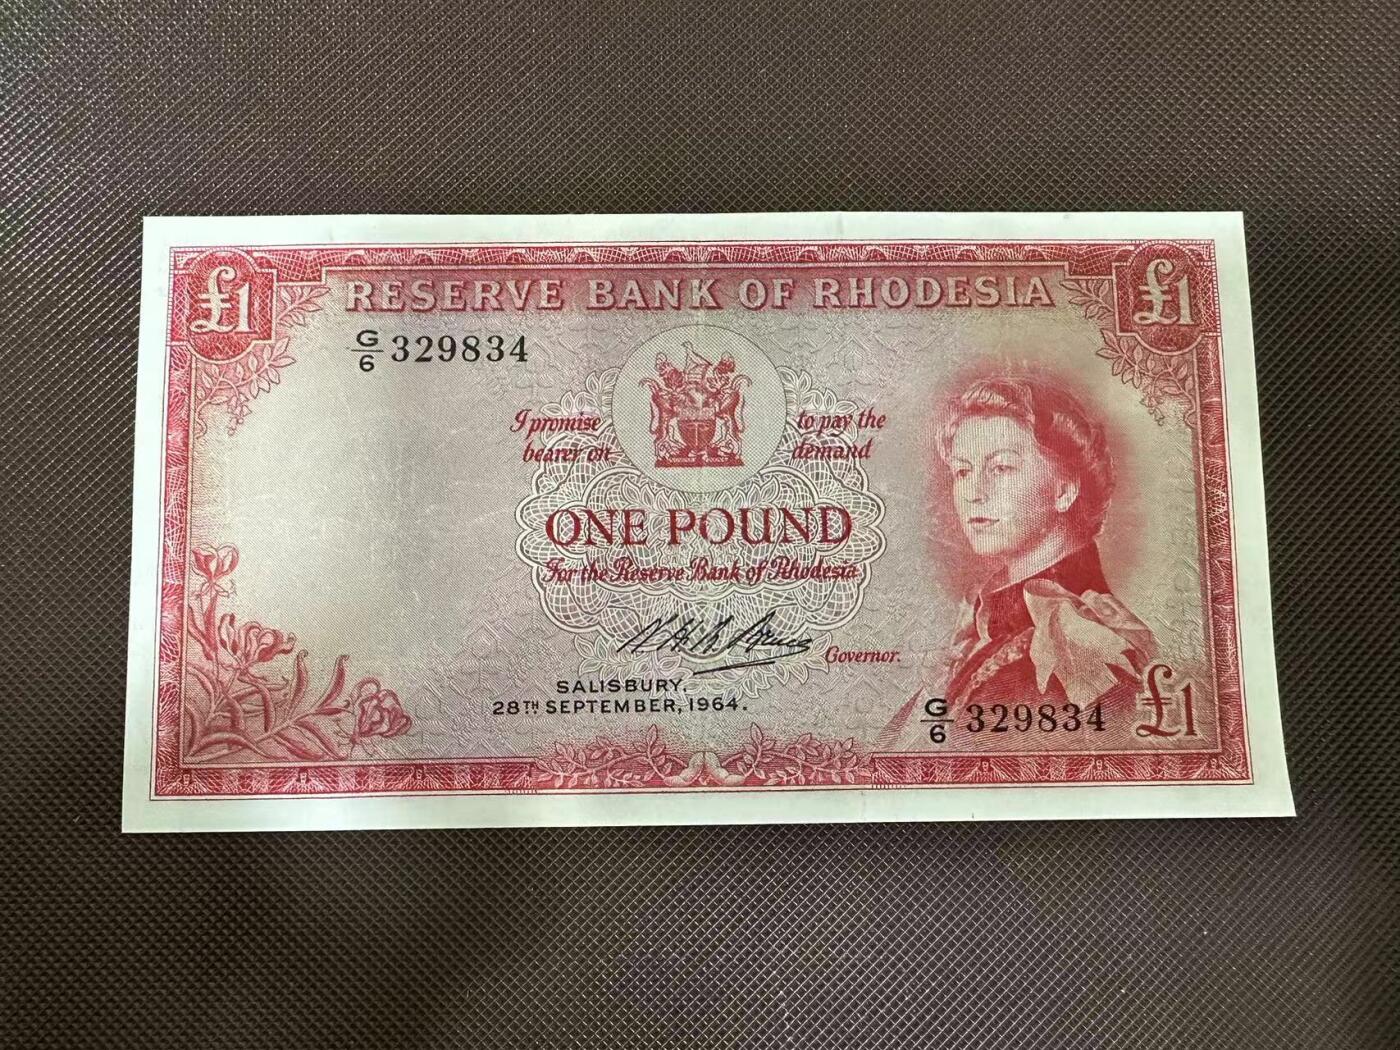 £1 RESERVE BANK OF RHODESIA £1
G/6 329834
I promise to pay the
bearer on demand
ONE POUND
For the Reserve Bank of Rhodesia
Governor.
SALISBURY,
28TH SEPTEMBER, 1964.
G/6 329834 £1